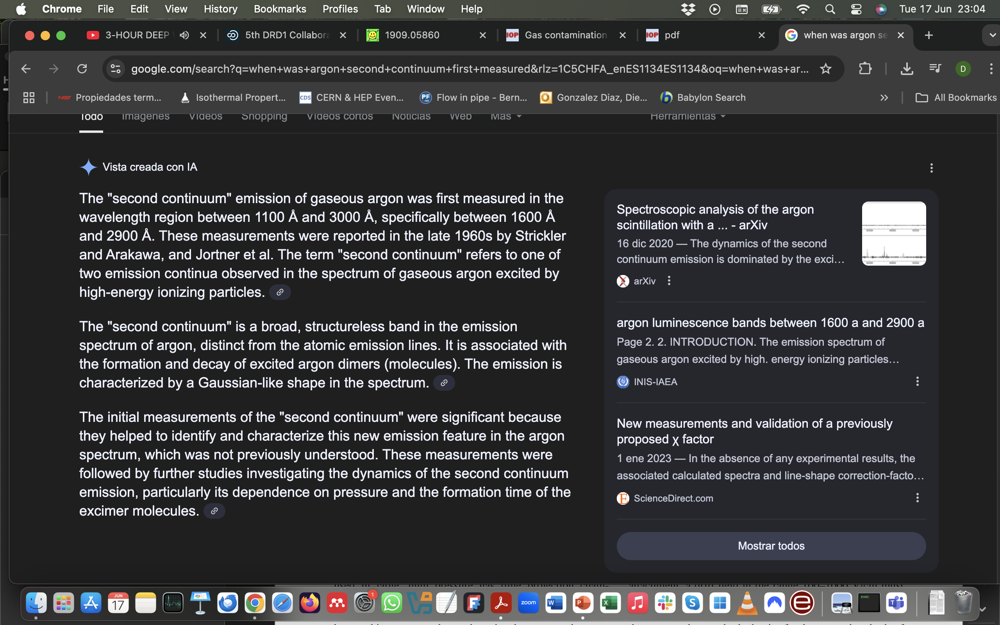 Chrome File Edit View History Bookmarks Profiles Tab Window Help Tue 17 Jun 23:04
3-HOUR DEEP 5th DRD1 Collabora 1909.05860 Gas contamination pdf when was argon se
google.com/search?q=when+was+argon+second+continuum+first+measured&rlz=1C5CHFA_enES1134ES1134&oq=when+was+ar... D
NIST Propiedades term... Isothermal Propert... CDS CERN & HEP Even... PF Flow in pipe - Bern... Gonzalez Diaz, Die... Babylon Search All Bookmarks
Todo Imágenes Vídeos Shopping Vídeos cortos Noticias Web Más Herramientas
Vista creada con IA
The "second continuum" emission of gaseous argon was first measured in the
wavelength region between 1100 Å and 3000 Å, specifically between 1600 Å
and 2900 Å. These measurements were reported in the late 1960s by Strickler
and Arakawa, and Jortner et al. The term "second continuum" refers to one of
two emission continua observed in the spectrum of gaseous argon excited by
high-energy ionizing particles.
The "second continuum" is a broad, structureless band in the emission
spectrum of argon, distinct from the atomic emission lines. It is associated with
the formation and decay of excited argon dimers (molecules). The emission is
characterized by a Gaussian-like shape in the spectrum.
The initial measurements of the "second continuum" were significant because
they helped to identify and characterize this new emission feature in the argon
spectrum, which was not previously understood. These measurements were
followed by further studies investigating the dynamics of the second continuum
emission, particularly its dependence on pressure and the formation time of the
excimer molecules.
Spectroscopic analysis of the argon
scintillation with a ... - arXiv
16 dic 2020 — The dynamics of the second
continuum emission is dominated by the exci...
arXiv
argon luminescence bands between 1600 a and 2900 a
Page 2. 2. INTRODUCTION. The emission spectrum of
gaseous argon excited by high. energy ionizing particles...
INIS-IAEA
New measurements and validation of a previously
proposed χ factor
1 ene 2023 — In the absence of any experimental results, the
associated calculated spectra and line-shape correction-facto...
ScienceDirect.com
Mostrar todos
JUN
17
1
zoom
exec